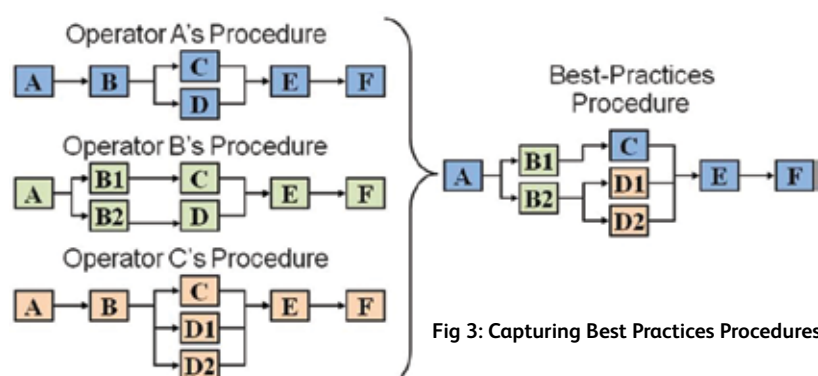 Operator A's Procedure
A B C D E F
Operator B's Procedure
A B1 B2 C D E F
Operator C's Procedure
A B C D1 D2 E F
Best-Practices
Procedure
A B1 B2 C D1 D2 E F
Fig 3: Capturing Best Practices Procedures